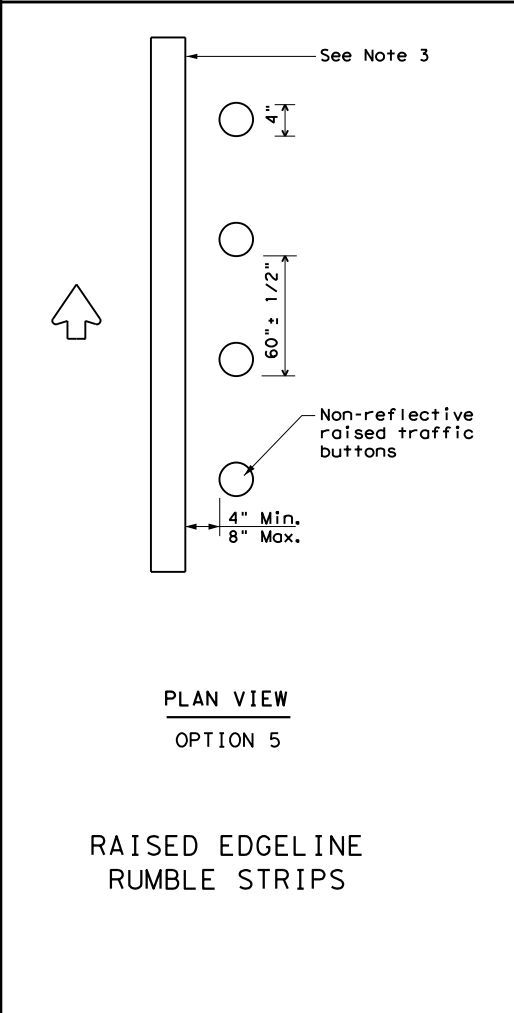 See Note 3
4"
60"± 1/2"
Non-reflective
raised traffic
buttons
4" Min.
8" Max.
PLAN VIEW
OPTION 5
RAISED EDGELINE
RUMBLE STRIPS